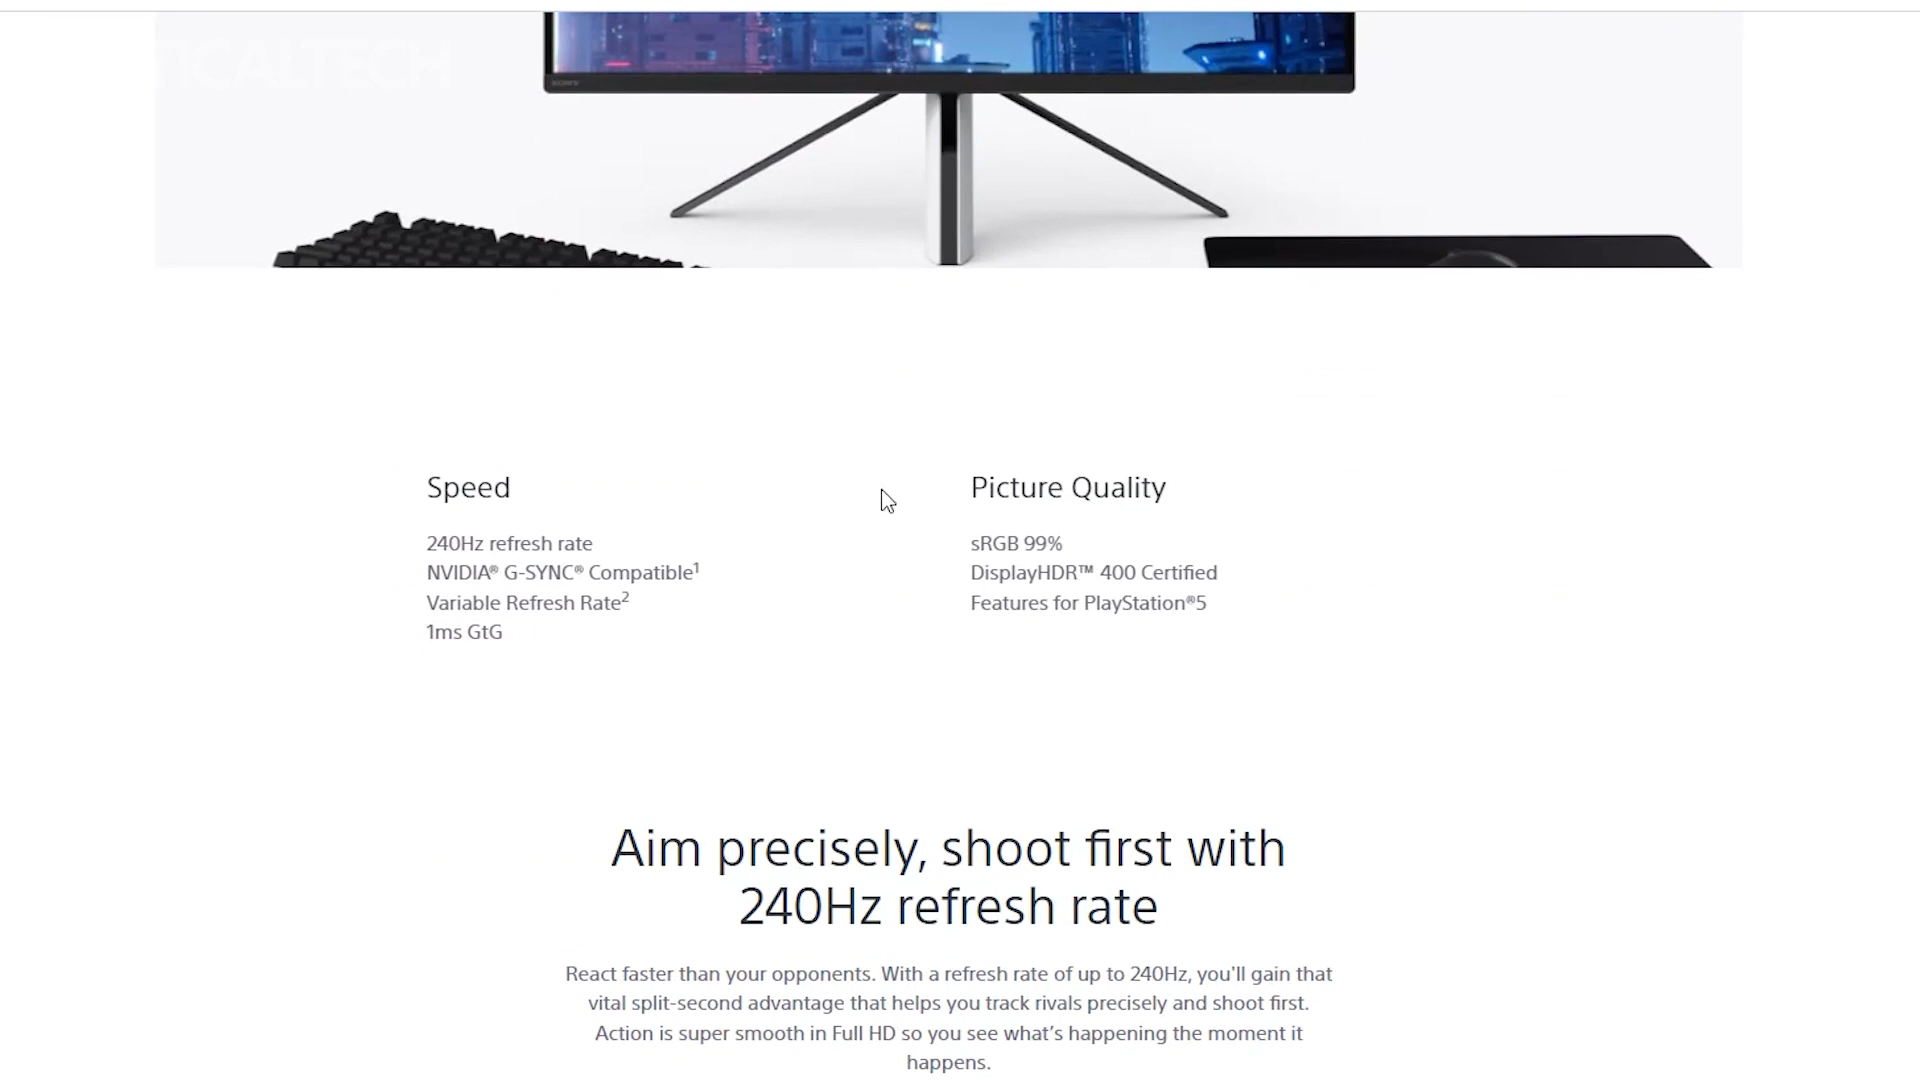 TICALTECH
SONY
Speed
240Hz refresh rate
NVIDIA® G-SYNC® Compatible1
Variable Refresh Rate2
1ms GtG
Picture Quality
sRGB 99%
DisplayHDR™ 400 Certified
Features for PlayStation®5
Aim precisely, shoot first with
240Hz refresh rate
React faster than your opponents. With a refresh rate of up to 240Hz, you'll gain that
vital split-second advantage that helps you track rivals precisely and shoot first.
Action is super smooth in Full HD so you see what’s happening the moment it
happens.